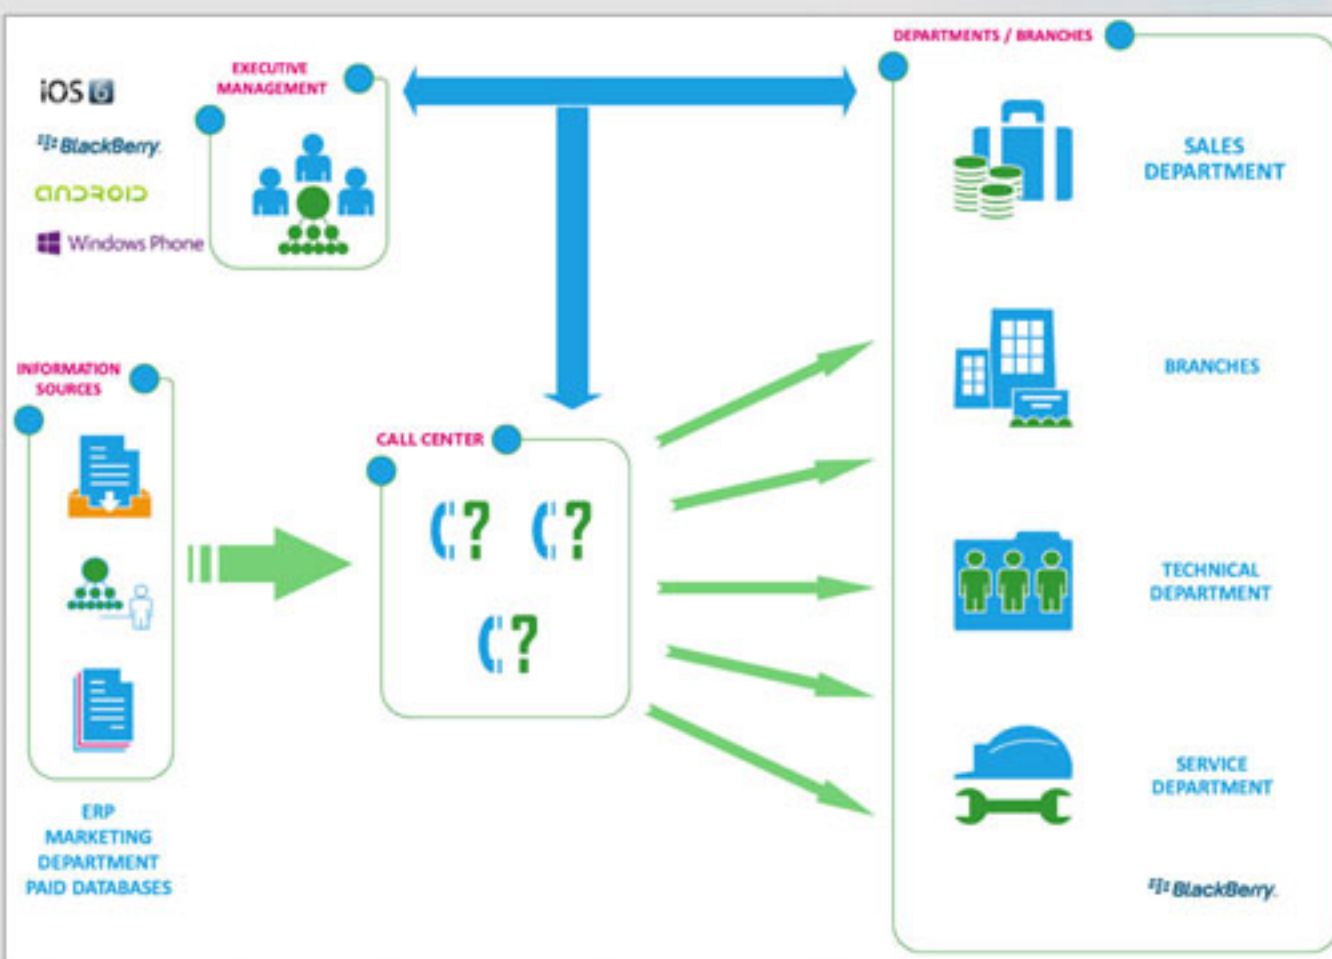 DEPARTMENTS / BRANCHES
EXECUTIVE
MANAGEMENT
iOS 6
BlackBerry.
ANDROID
Windows Phone
SALES
DEPARTMENT
INFORMATION
SOURCES
BRANCHES
CALL CENTER
? ?
?
TECHNICAL
DEPARTMENT
SERVICE
DEPARTMENT
ERP
MARKETING
DEPARTMENT
PAID DATABASES
BlackBerry.